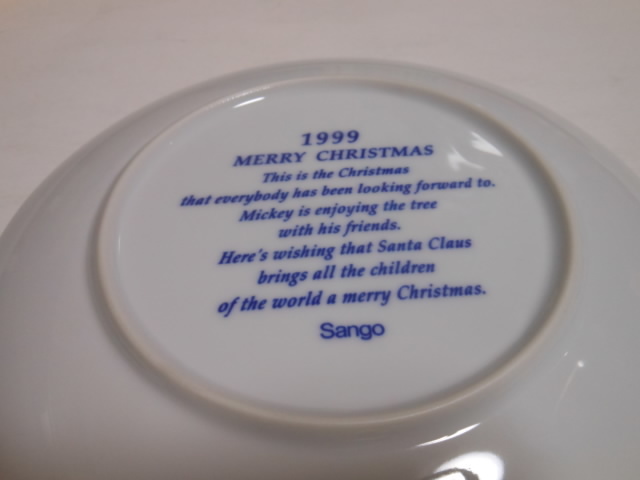 1999
MERRY CHRISTMAS
This is the Christmas
that everybody has been looking forward to.
Mickey is enjoying the tree
with his friends.
Here's wishing that Santa Claus
brings all the children
of the world a merry Christmas.
Sango